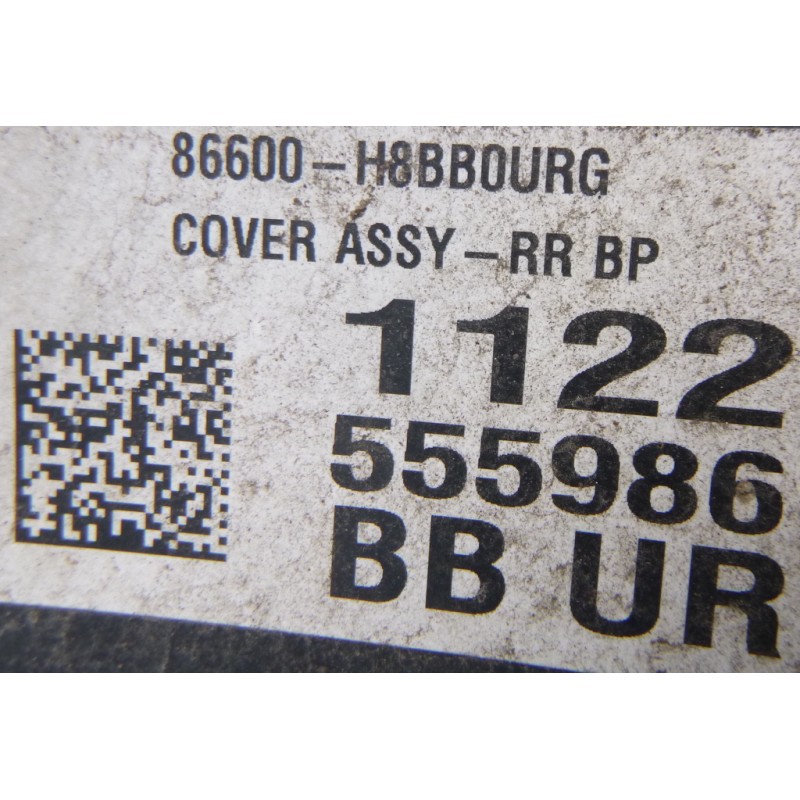 86600-H8BB0URG
COVER ASSY-RR BP
1122
555986
BB UR